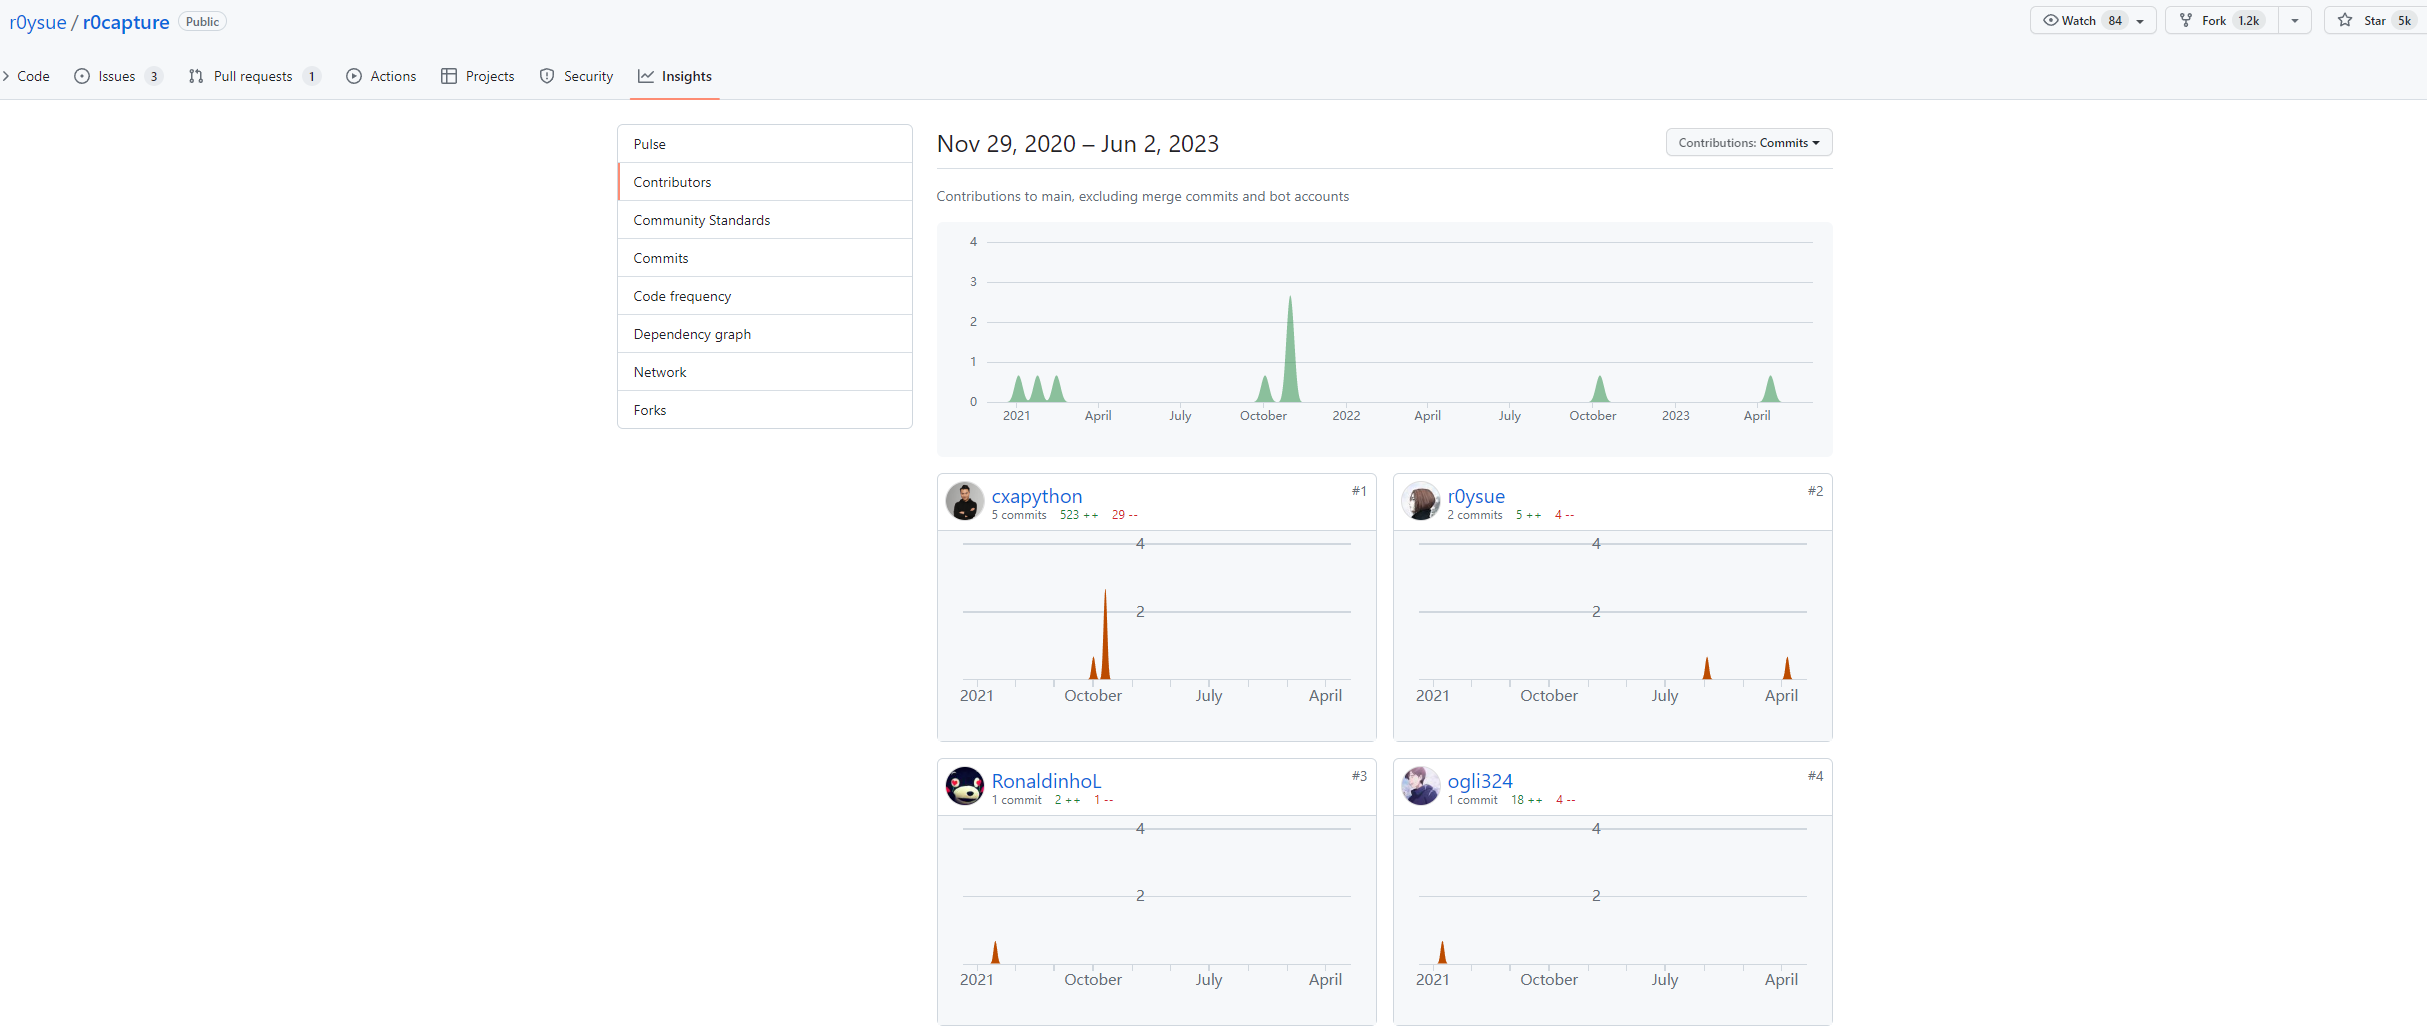 r0ysue / r0capture Public
Watch 84 Fork 1.2k Star 5k
Code Issues 3 Pull requests 1 Actions Projects Security Insights
Pulse
Contributors
Community Standards
Commits
Code frequency
Dependency graph
Network
Forks
Nov 29, 2020 – Jun 2, 2023
Contributions: Commits
Contributions to main, excluding merge commits and bot accounts
4
3
2
1
0
2021 April July October 2022 April July October 2023 April
cxapython #1
5 commits 523 ++ 29 --
4
2
2021 October July April
r0ysue #2
2 commits 5 ++ 4 --
4
2
2021 October July April
RonaldinhoL #3
1 commit 2 ++ 1 --
4
2
2021 October July April
ogli324 #4
1 commit 18 ++ 4 --
4
2
2021 October July April